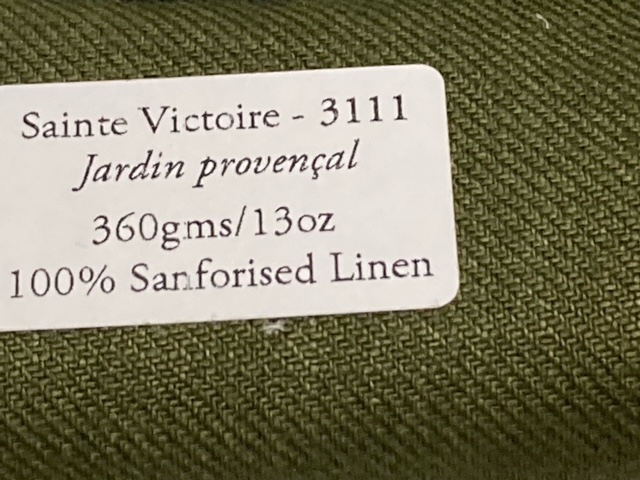 Sainte Victoire - 3111
Jardin provençal
360gms/13oz
100% Sanforised Linen